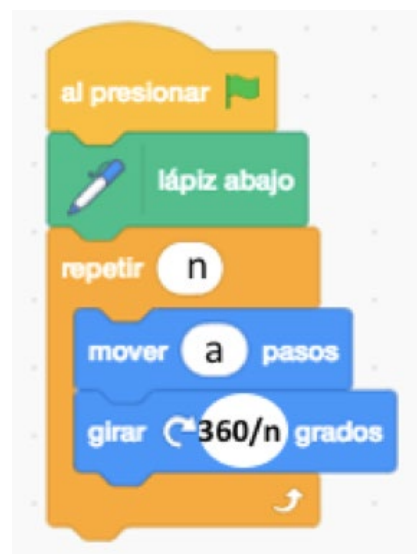 al presionar
lápiz abajo
repetir n
mover a pasos
girar 360/n grados